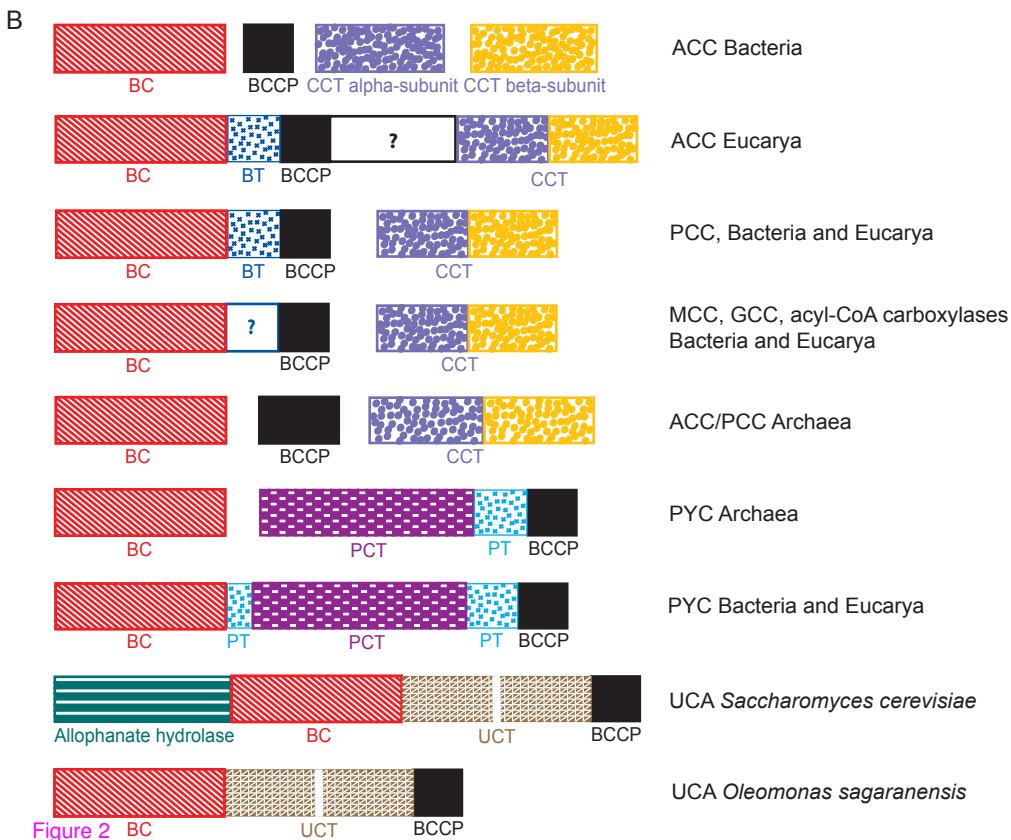 B
ACC Bacteria
BC BCCP CCT alpha-subunit CCT beta-subunit
? ACC Eucarya
BC BT BCCP CCT
PCC, Bacteria and Eucarya
BC BT BCCP CCT
? MCC, GCC, acyl-CoA carboxylases
Bacteria and Eucarya
BC BCCP CCT
ACC/PCC Archaea
BC BCCP CCT
PYC Archaea
BC PCT PT BCCP
PYC Bacteria and Eucarya
BC PT PCT PT BCCP
UCA Saccharomyces cerevisiae
Allophanate hydrolase BC UCT BCCP
UCA Oleomonas sagaranensis
Figure 2 BC UCT BCCP